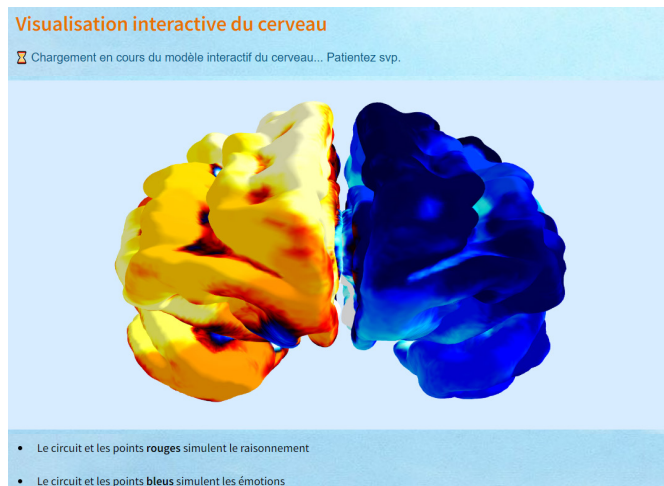 Visualisation interactive du cerveau
⌛ Chargement en cours du modèle interactif du cerveau... Patientez svp.
• Le circuit et les points rouges simulent le raisonnement
• Le circuit et les points bleus simulent les émotions